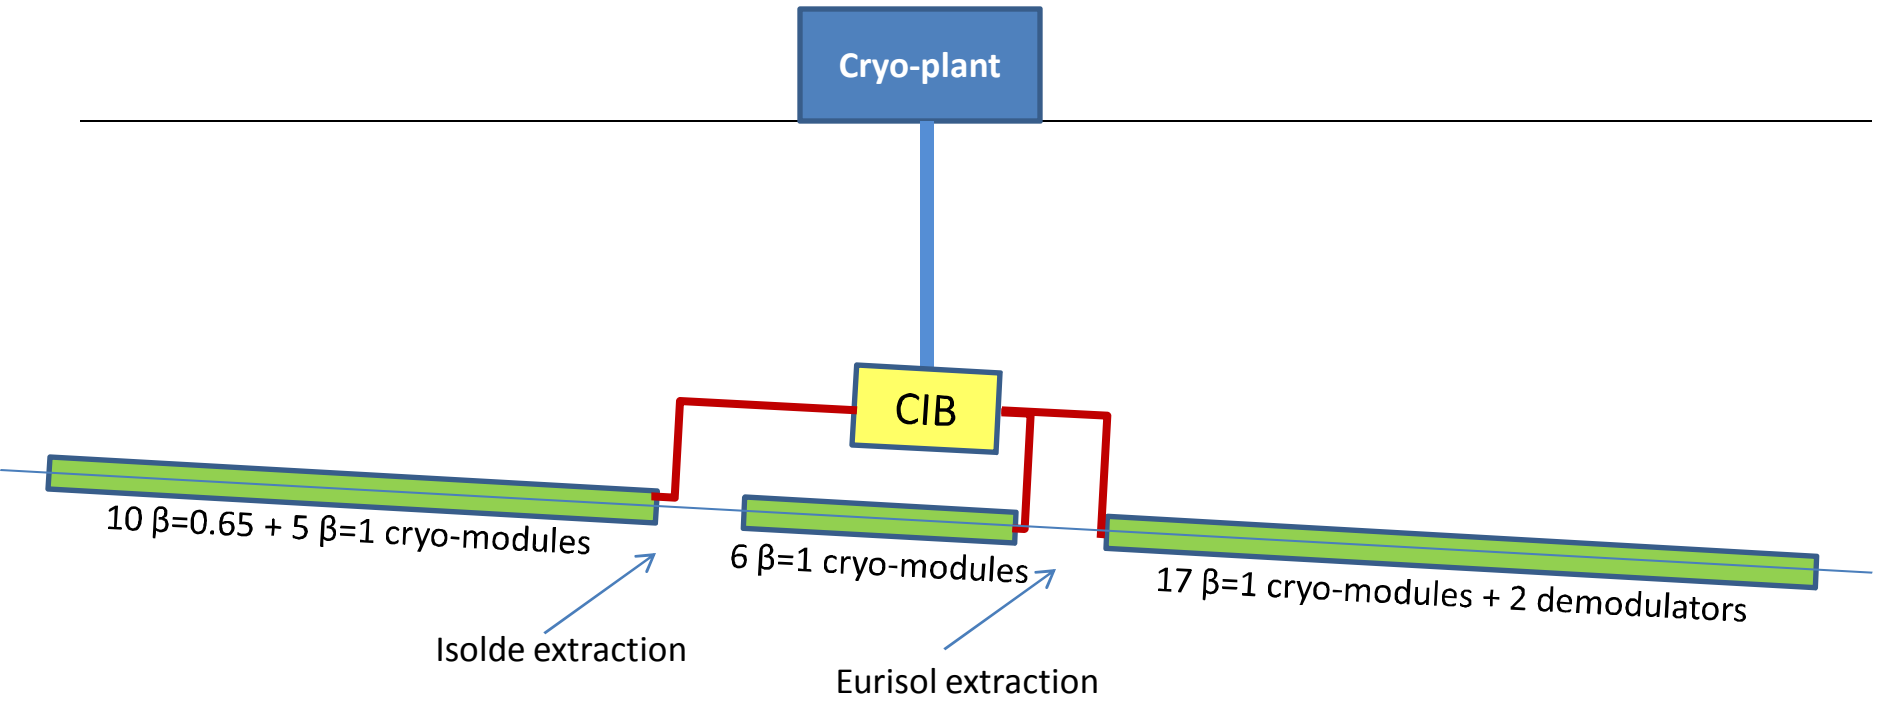 Cryo-plant
CIB
10 β=0.65 + 5 β=1 cryo-modules
6 β=1 cryo-modules
17 β=1 cryo-modules + 2 demodulators
Isolde extraction
Eurisol extraction